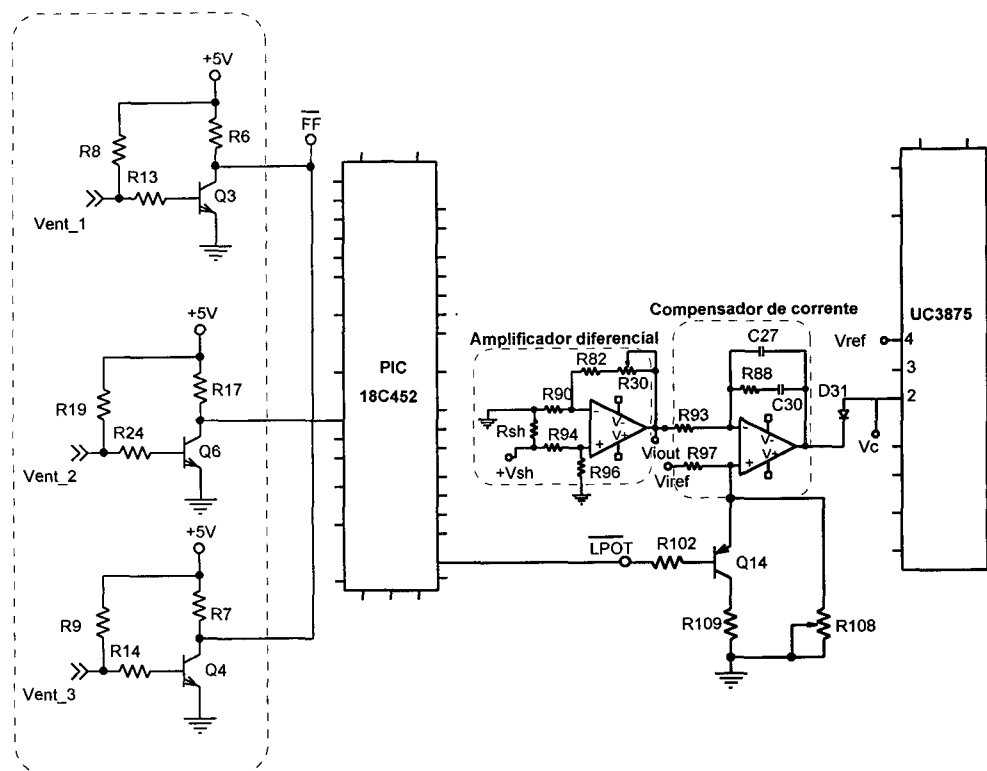 +5V
FF
R8
R6
R13
Q3
Vent_1
+5V
R19
R17
R24
Q6
Vent_2
+5V
R9
R7
R14
Q4
Vent_3
PIC
18C452
Amplificador diferencial
R82
R30
R90
Rsh
R94
+Vsh
R96
-
+
V-
V+
Viout
Compensador de corrente
C27
R88
C30
R93
R97
Viref
-
+
V-
V+
D31
Vc
UC3875
Vref
4
3
2
LPOT
R102
Q14
R109
R108